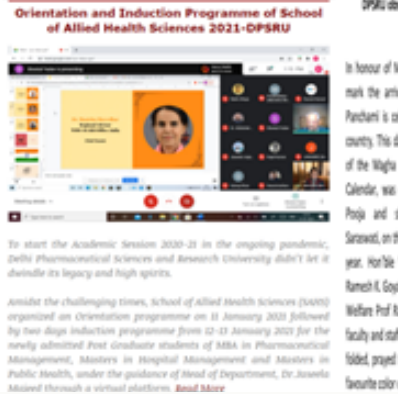 Orientation and Induction Programme of School
of Allied Health Sciences 2021-DPSRU
To start the Academic Session 2020-21 in the ongoing pandemic,
Delhi Pharmaceutical Sciences and Research University didn't let it
dwindle its legacy and high spirits.
Amidst the challenging times, School of Allied Health Sciences (SAHS)
organized an Orientation programme on 11 January 2021 followed
by two days induction programme from 12-13 January 2021 for the
newly admitted Post Graduate students of MBA in Pharmaceutical
Management, Masters in Hospital Management and Masters in
Public Health, under the guidance of Head of Department, Dr. Jaseela
Majeed through a virtual platform. Read More
DPSRU
In honour of
mark the
Panchami is
country. This
of the Magha
Calendar, was
Pooja and
Saraswati, on
year. Hon'ble
Ramesh K. Goya
Welfare Prof
faculty and
folded, prayed
favourite color